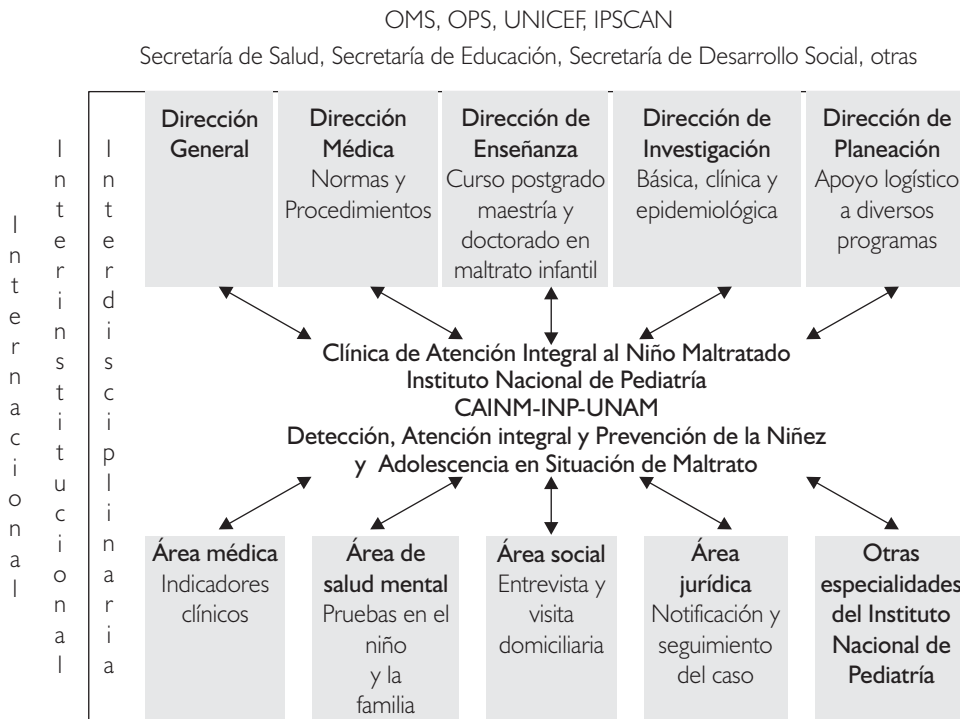 OMS, OPS, UNICEF, IPSCAN
Secretaría de Salud, Secretaría de Educación, Secretaría de Desarrollo Social, otras
Internacional
Interinstitucional
Interdisciplinaria
Dirección
General
Dirección
Médica
Normas y
Procedimientos
Dirección de
Enseñanza
Curso postgrado
maestría y
doctorado en
maltrato infantil
Dirección de
Investigación
Básica, clínica y
epidemiológica
Dirección de
Planeación
Apoyo logístico
a diversos
programas
Clínica de Atención Integral al Niño Maltratado
Instituto Nacional de Pediatría
CAINM-INP-UNAM
Detección, Atención integral y Prevención de la Niñez
y Adolescencia en Situación de Maltrato
Área médica
Indicadores
clínicos
Área de
salud mental
Pruebas en el
niño
y la
familia
Área social
Entrevista y
visita
domiciliaria
Área
jurídica
Notificación y
seguimiento
del caso
Otras
especialidades
del Instituto
Nacional de
Pediatría